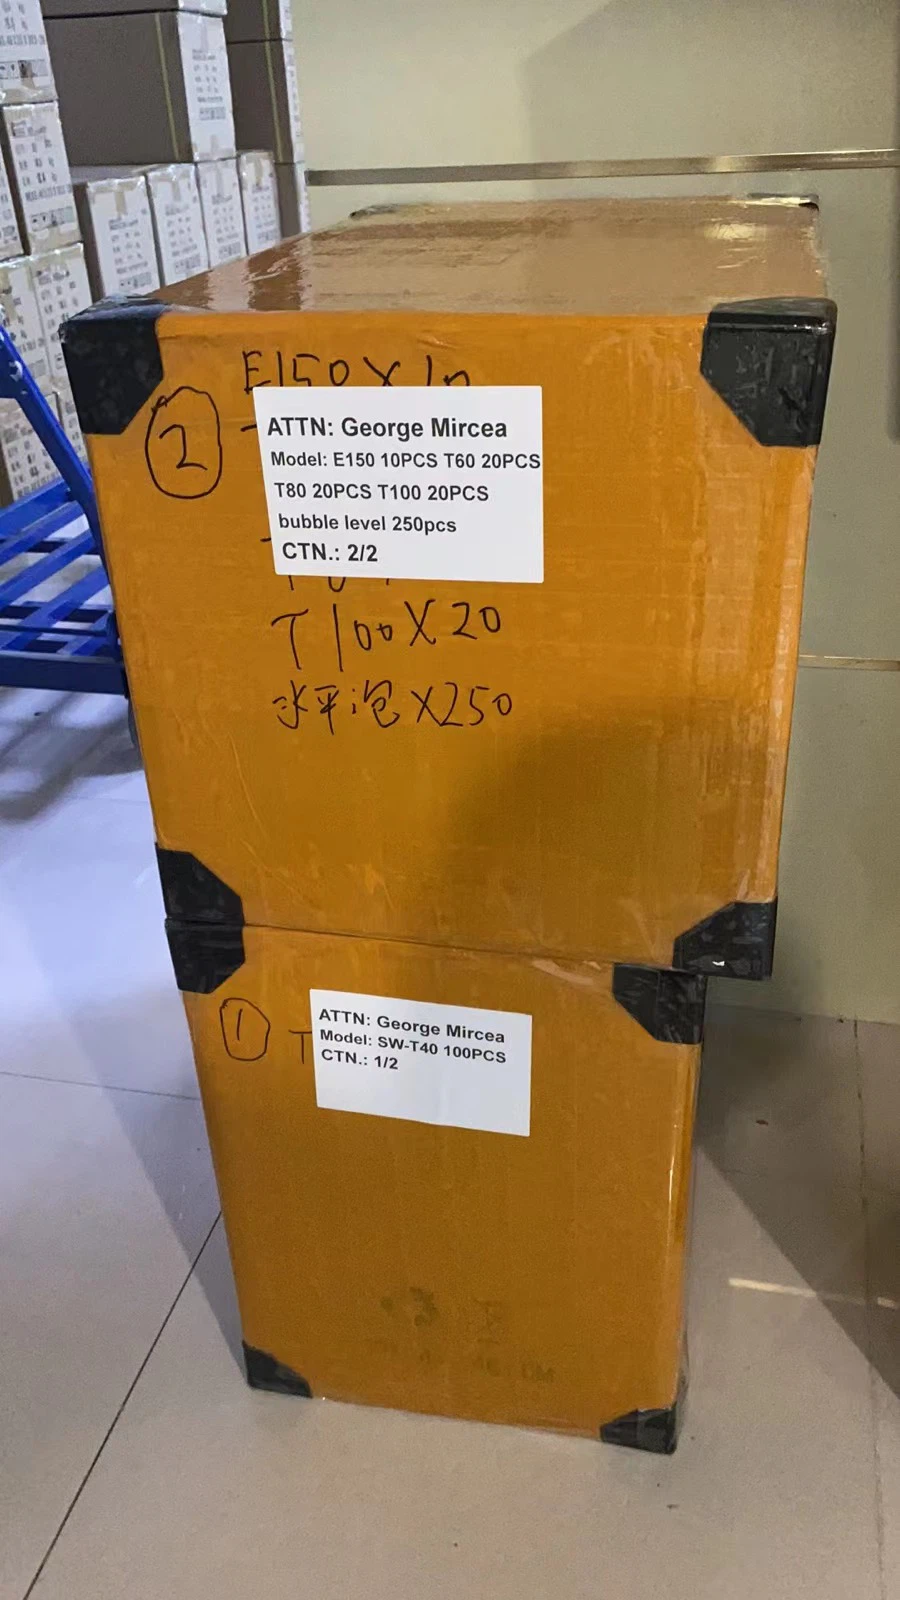 E150 X 10
2
ATTN: George Mircea
Model: E150 10PCS T60 20PCS
T80 20PCS T100 20PCS
bubble level 250pcs
CTN.: 2/2
T100 X 20
水平泡 X250
1
T
ATTN: George Mircea
Model: SW-T40 100PCS
CTN.: 1/2